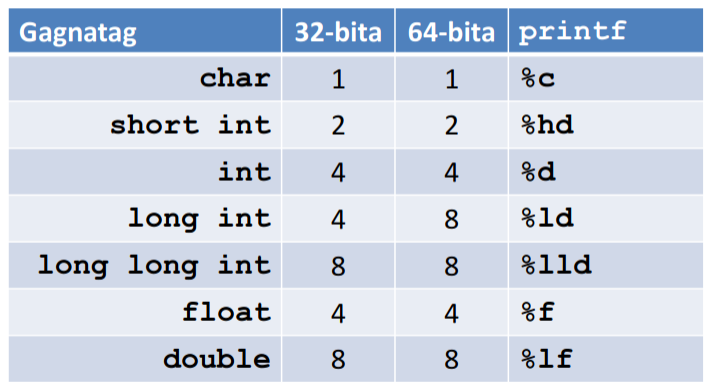 Gagnatag 32-bita 64-bita printf
char 1 1 %c
short int 2 2 %hd
int 4 4 %d
long int 4 8 %ld
long long int 8 8 %lld
float 4 4 %f
double 8 8 %lf